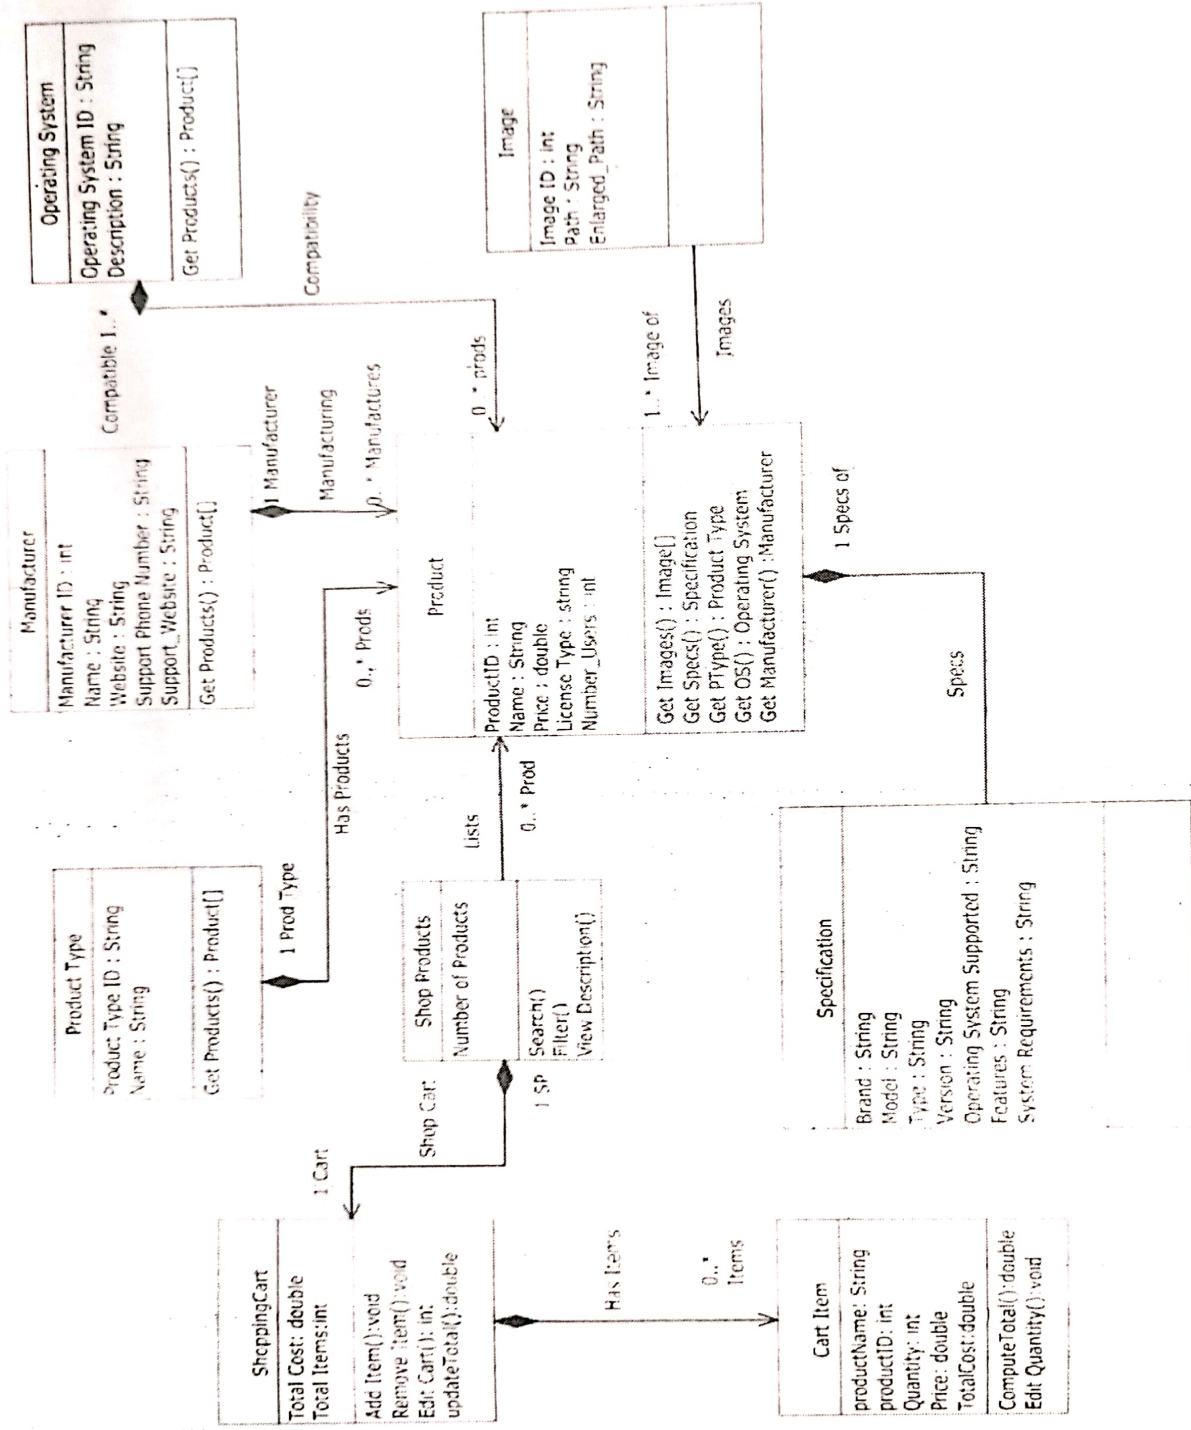 ShoppingCart
Total Cost: double
Total Items:int
Add Item():void
Remove Item():void
Edit Cart(): int
updateTotal():double
1 Cart
Shop Cart
1 SP
Has Items
0..*
Items
Cart Item
productName: String
productID: int
Quantity: int
Price: double
TotalCost:double
ComputeTotal():double
Edit Quantity():void
Product Type
Product Type ID : String
Name : String
Get Products() : Product[]
1 Prod Type
Has Products
0.,* Prods
Shop Products
Number of Products
Search()
Filter()
View Description()
Lists
0..* Prod
Specification
Brand : String
Model : String
Type : String
Version : String
Operating System Supported : String
Features : String
System Requirements : String
Specs
1 Specs of
Manufacturer
Manufacturer ID : int
Name : String
Website : String
Support Phone Number : String
Support_Website : String
Get Products() : Product[]
1 Manufacturer
Manufacturing
0..* Manufactures
Product
ProductID : int
Name : String
Price : double
License Type : string
Number_Users : int
Get Images() : Image[]
Get Specs() : Specification
Get PType() : Product Type
Get OS() : Operating System
Get Manufacturer() :Manufacturer
Operating System
Operating System ID : String
Description : String
Get Products() : Product[]
Compatible 1..*
Compatibility
0..* prods
Image
Image ID : int
Path : String
Enlarged_Path : String
1..* Image of
Images